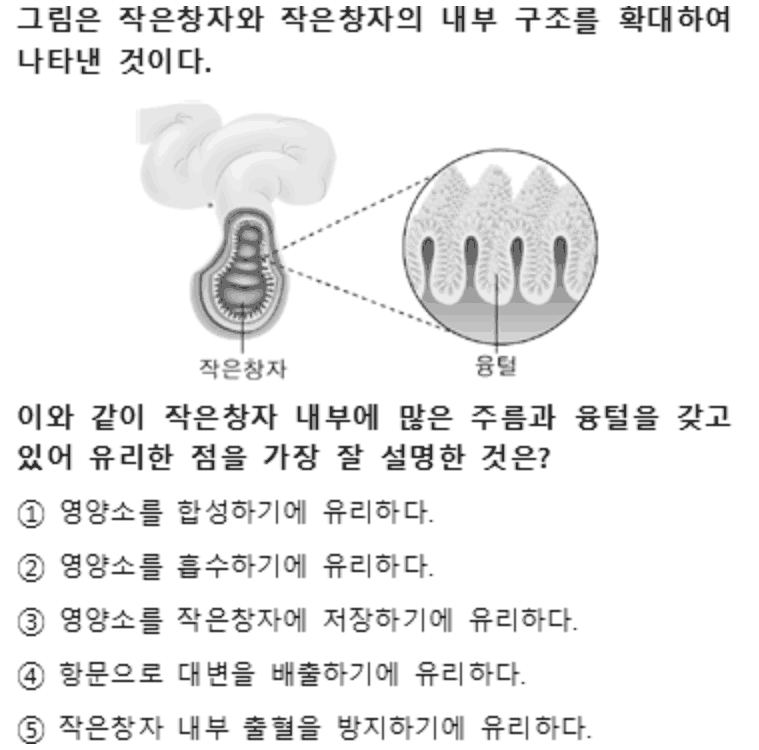 그림은 작은창자와 작은창자의 내부 구조를 확대하여
나타낸 것이다.
작은창자
융털
이와 같이 작은창자 내부에 많은 주름과 융털을 갖고
있어 유리한 점을 가장 잘 설명한 것은?
① 영양소를 합성하기에 유리하다.
② 영양소를 흡수하기에 유리하다.
③ 영양소를 작은창자에 저장하기에 유리하다.
④ 항문으로 대변을 배출하기에 유리하다.
⑤ 작은창자 내부 출혈을 방지하기에 유리하다.